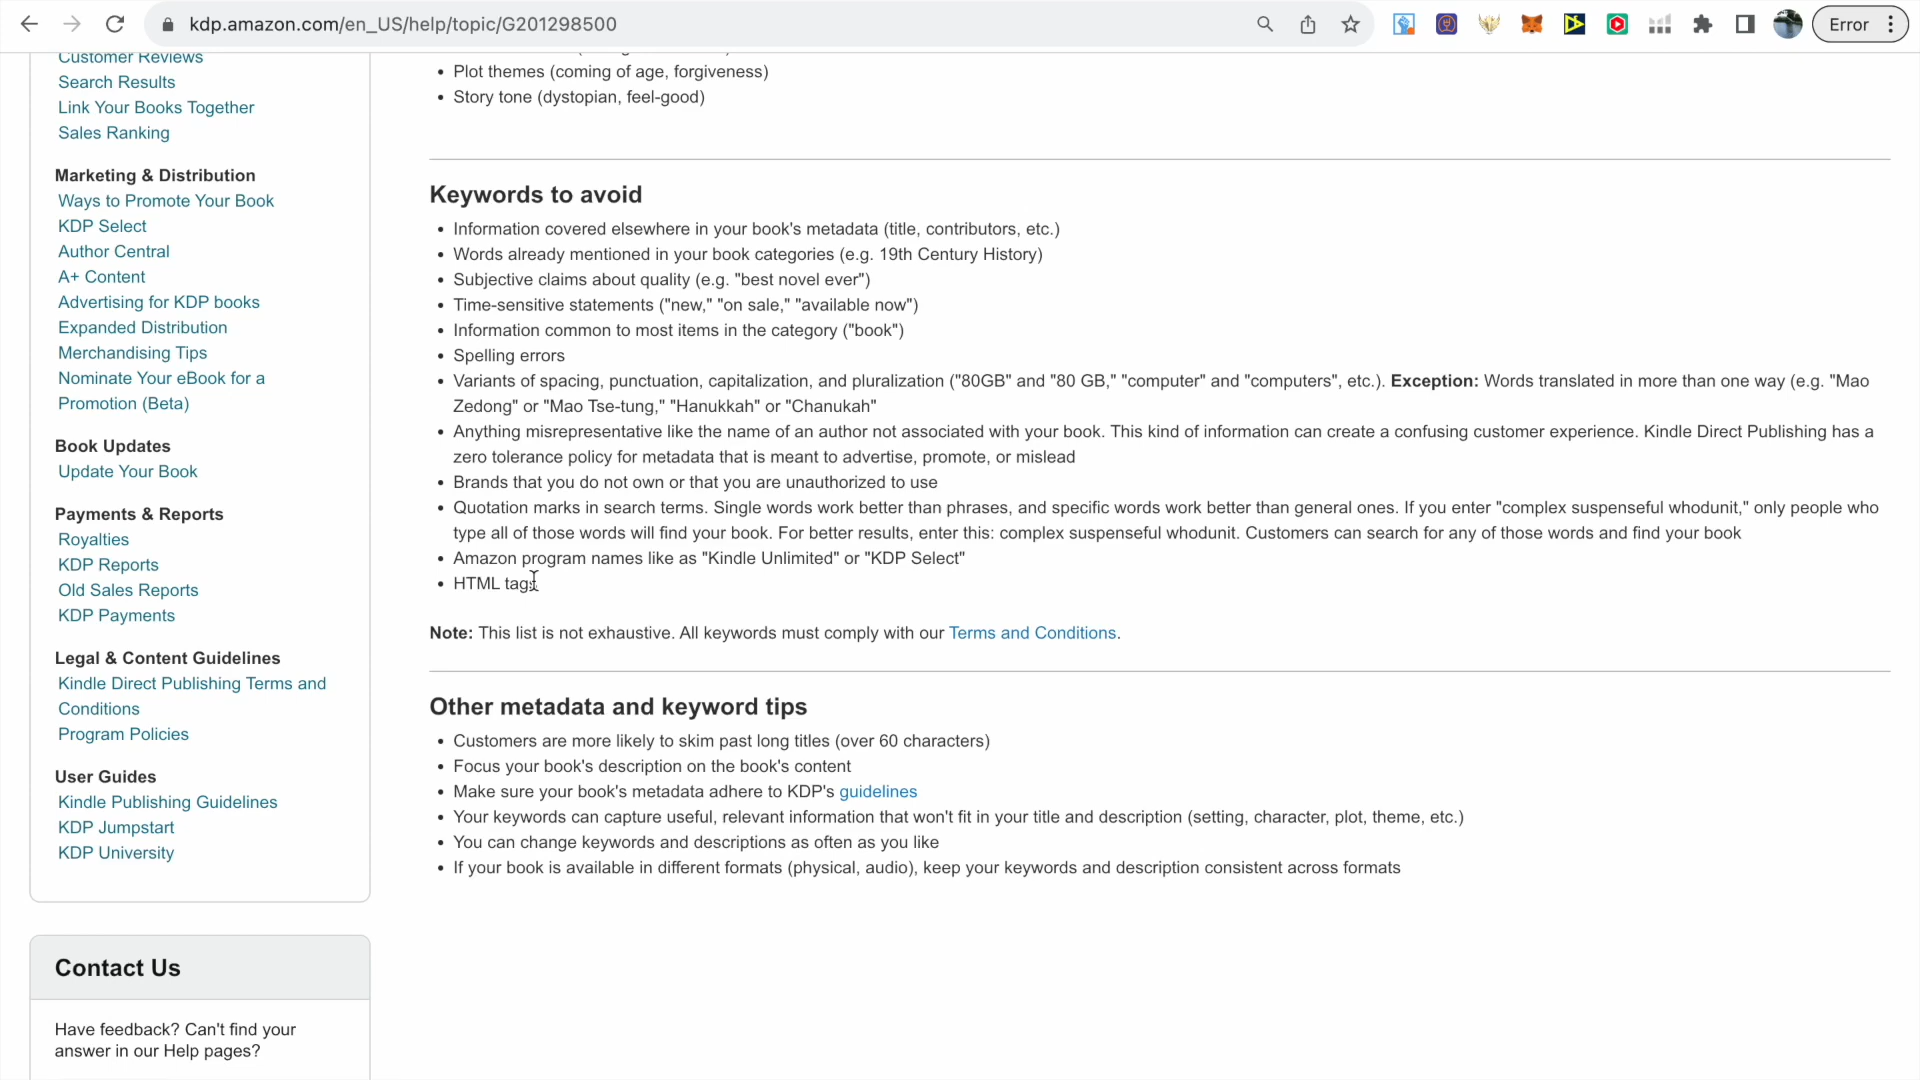 kdp.amazon.com/en_US/help/topic/G201298500
Error
Customer Reviews
Search Results
Link Your Books Together
Sales Ranking
Marketing & Distribution
Ways to Promote Your Book
KDP Select
Author Central
A+ Content
Advertising for KDP books
Expanded Distribution
Merchandising Tips
Nominate Your eBook for a
Promotion (Beta)
Book Updates
Update Your Book
Payments & Reports
Royalties
KDP Reports
Old Sales Reports
KDP Payments
Legal & Content Guidelines
Kindle Direct Publishing Terms and
Conditions
Program Policies
User Guides
Kindle Publishing Guidelines
KDP Jumpstart
KDP University
Contact Us
Have feedback? Can't find your
answer in our Help pages?
• Plot themes (coming of age, forgiveness)
• Story tone (dystopian, feel-good)
Keywords to avoid
• Information covered elsewhere in your book's metadata (title, contributors, etc.)
• Words already mentioned in your book categories (e.g. 19th Century History)
• Subjective claims about quality (e.g. "best novel ever")
• Time-sensitive statements ("new," "on sale," "available now")
• Information common to most items in the category ("book")
• Spelling errors
• Variants of spacing, punctuation, capitalization, and pluralization ("80GB" and "80 GB," "computer" and "computers", etc.). Exception: Words translated in more than one way (e.g. "Mao
Zedong" or "Mao Tse-tung," "Hanukkah" or "Chanukah"
• Anything misrepresentative like the name of an author not associated with your book. This kind of information can create a confusing customer experience. Kindle Direct Publishing has a
zero tolerance policy for metadata that is meant to advertise, promote, or mislead
• Brands that you do not own or that you are unauthorized to use
• Quotation marks in search terms. Single words work better than phrases, and specific words work better than general ones. If you enter "complex suspenseful whodunit," only people who
type all of those words will find your book. For better results, enter this: complex suspenseful whodunit. Customers can search for any of those words and find your book
• Amazon program names like as "Kindle Unlimited" or "KDP Select"
• HTML tags
Note: This list is not exhaustive. All keywords must comply with our Terms and Conditions.
Other metadata and keyword tips
• Customers are more likely to skim past long titles (over 60 characters)
• Focus your book's description on the book's content
• Make sure your book's metadata adhere to KDP's guidelines
• Your keywords can capture useful, relevant information that won't fit in your title and description (setting, character, plot, theme, etc.)
• You can change keywords and descriptions as often as you like
• If your book is available in different formats (physical, audio), keep your keywords and description consistent across formats